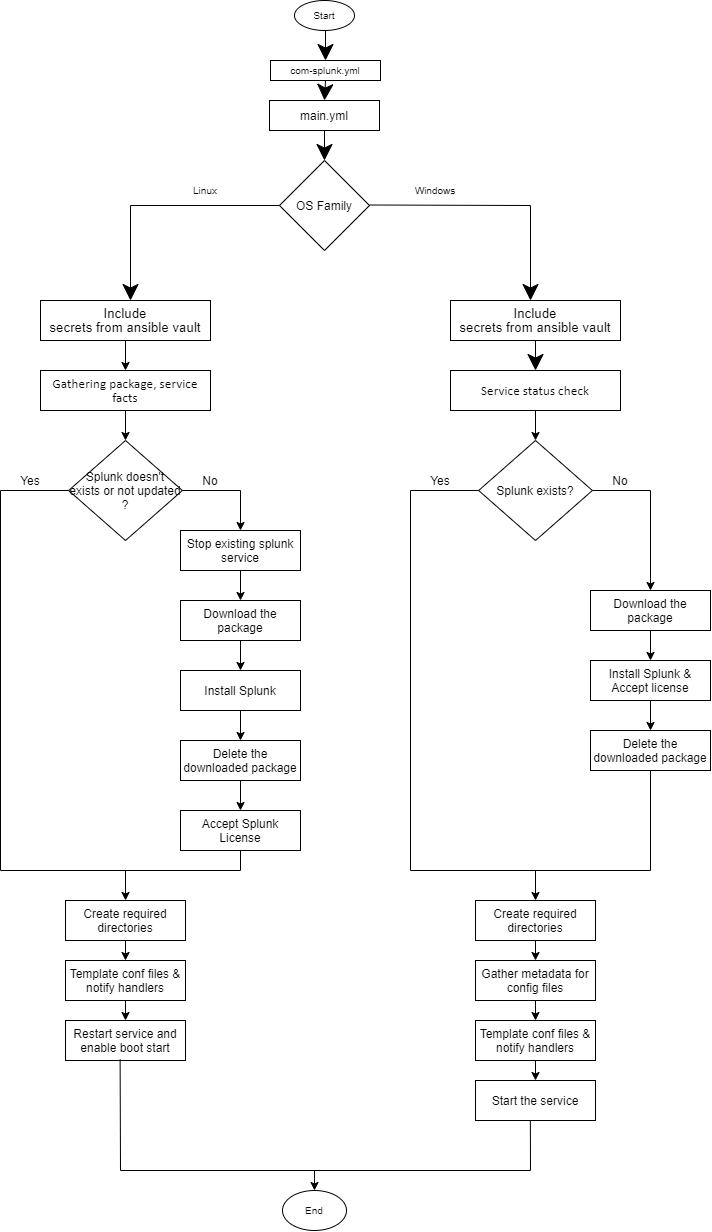 Start
com-splunk.yml
main.yml
Linux
Windows
OS Family
Include
secrets from ansible vault
Include
secrets from ansible vault
Gathering package, service
facts
Service status check
Yes
Splunk doesn't
exists or not updated
?
No
Yes
Splunk exists?
No
Stop existing splunk
service
Download the
package
Download the
package
Install Splunk
Install Splunk &
Accept license
Delete the
downloaded package
Delete the
downloaded package
Accept Splunk
License
Create required
directories
Create required
directories
Template conf files &
notify handlers
Gather metadata for
config files
Restart service and
enable boot start
Template conf files &
notify handlers
Start the service
End